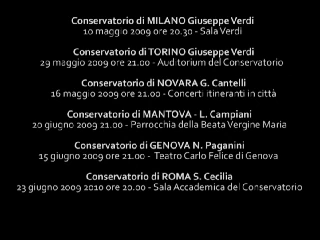 Conservatorio di MILANO Giuseppe Verdi
10 maggio 2009 ore 20.30 - Sala Verdi
Conservatorio di TORINO Giuseppe Verdi
29 maggio 2009 ore 21.00 - Auditorium del Conservatorio
Conservatorio di NOVARA G. Cantelli
16 maggio 2009 ore 21.00 - Concerti itineranti in città
Conservatorio di MANTOVA - L. Campiani
20 giugno 2009 21.00 - Parrocchia della Beata Vergine Maria
Conservatorio di GENOVA N. Paganini
15 giugno 2009 ore 21.00 - Teatro Carlo Felice di Genova
Conservatorio di ROMA S. Cecilia
23 giugno 2009 2010 ore 20.00 - Sala Accademica del Conservatorio